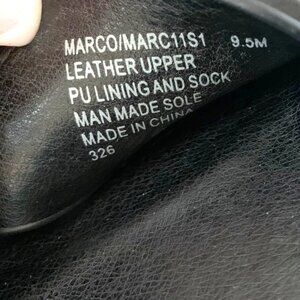 MARCO/MARC11S1 9.5M
LEATHER UPPER
PU LINING AND SOCK
MAN MADE SOLE
MADE IN CHINA
326